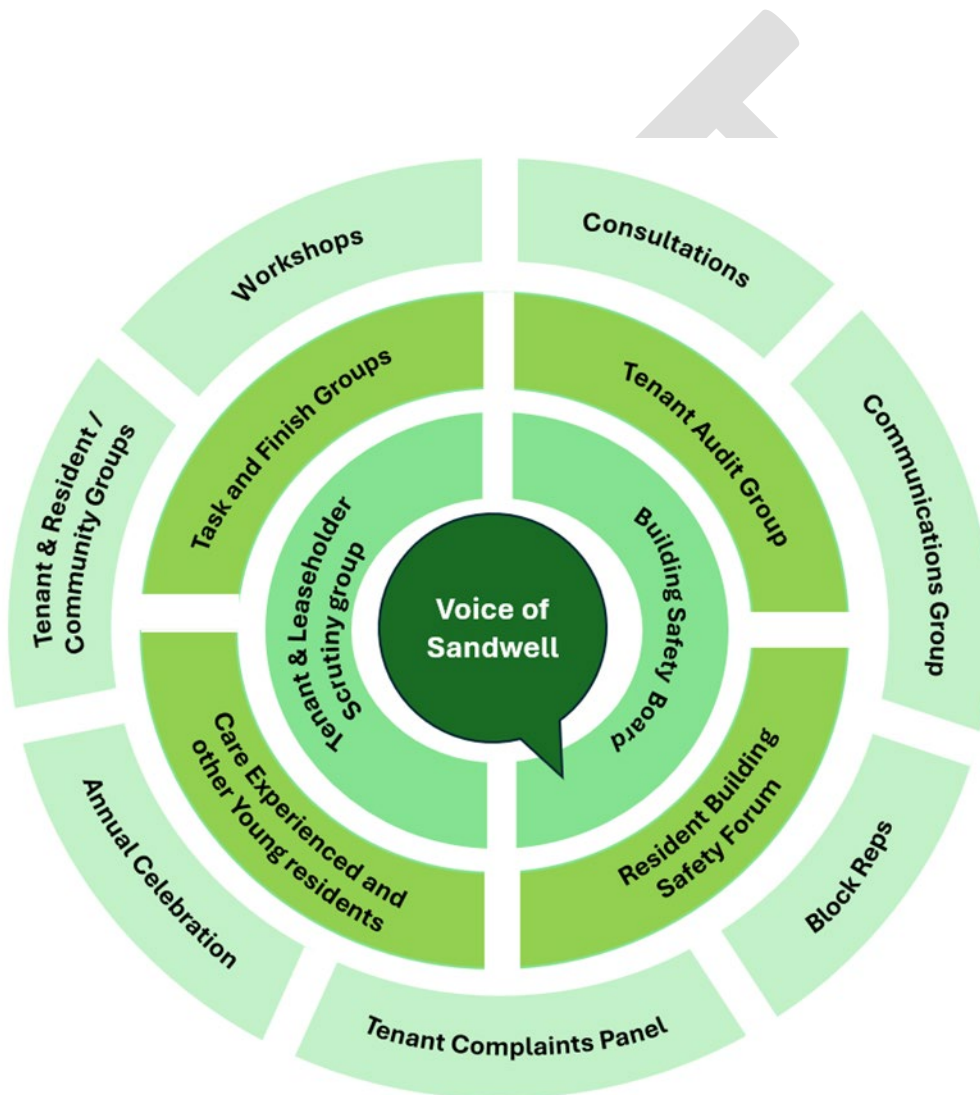 Workshops
Consultations
Tenant & Resident /
Community Groups
Task and Finish Groups
Tenant Audit Group
Communications Group
Tenant & Leaseholder
Scrutiny group
Building Safety Board
Voice of
Sandwell
Care Experienced and
other Young residents
Resident Building
Safety Forum
Annual Celebration
Block Reps
Tenant Complaints Panel